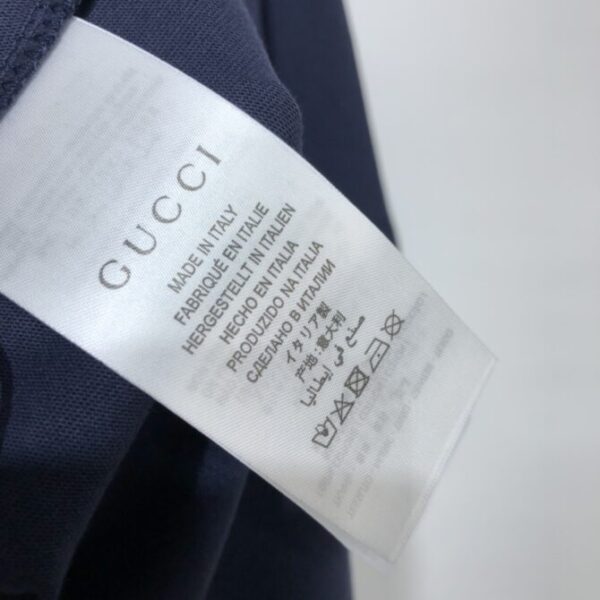 GUCCI
MADE IN ITALY
FABRIQUÉ EN ITALIE
HERGESTELLT IN ITALIEN
HECHO EN ITALIA
PRODUZIDO NA ITALIA
СДЕЛАНО В ИТАЛИИ
イタリア製
产地:意大利
صنع في إيطاليا